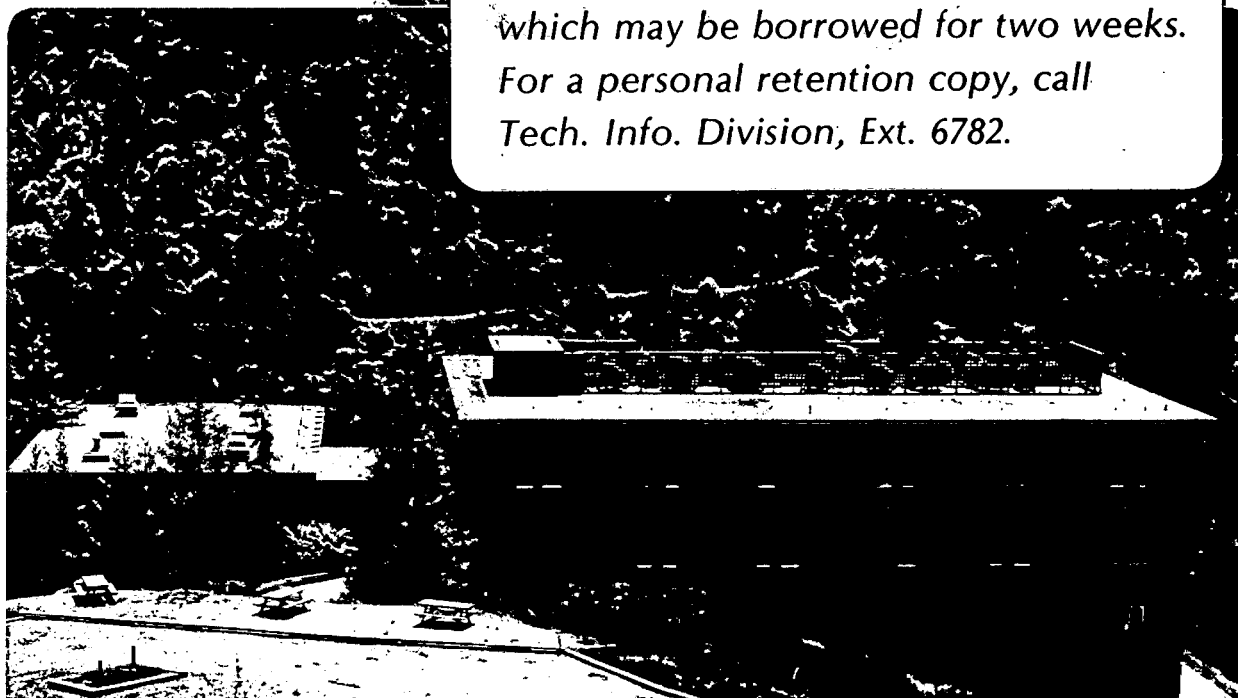 which may be borrowed for two weeks.
For a personal retention copy, call
Tech. Info. Division, Ext. 6782.